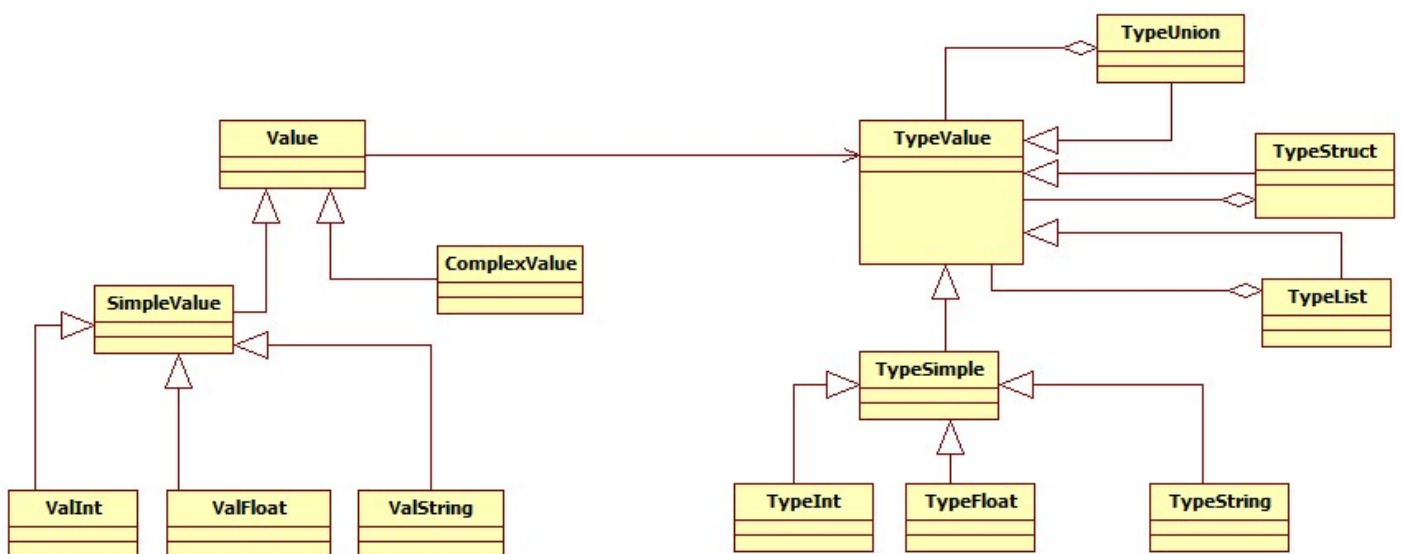 TypeUnion
Value
TypeValue
TypeStruct
ComplexValue
SimpleValue
TypeList
TypeSimple
ValInt
ValFloat
ValString
TypeInt
TypeFloat
TypeString